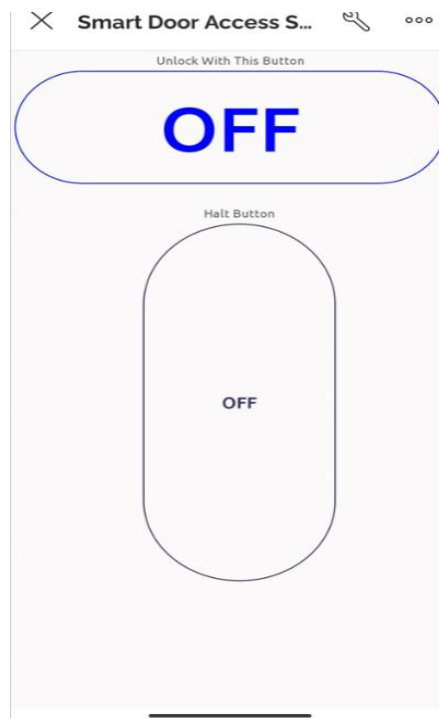 Smart Door Access S...
Unlock With This Button
OFF
Halt Button
OFF